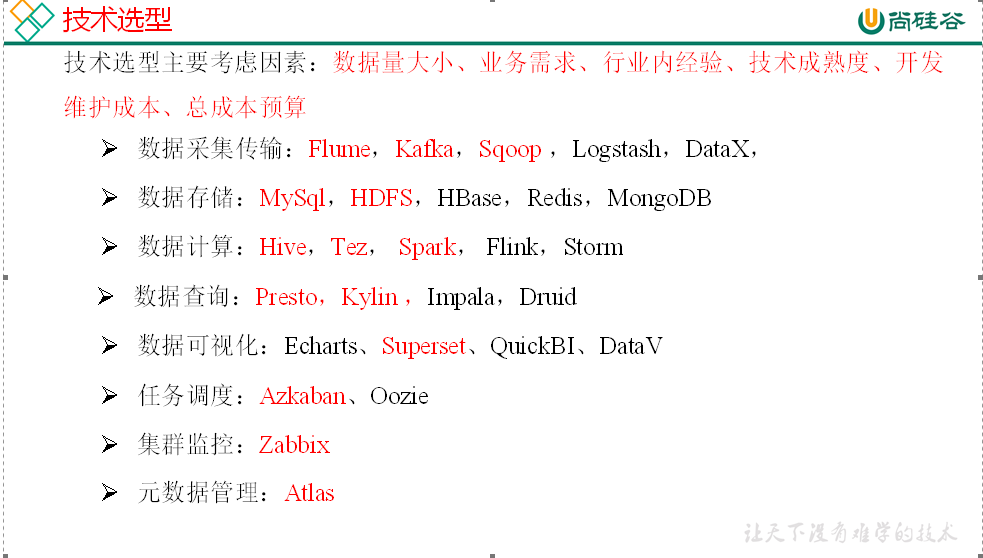 技术选型
尚硅谷
技术选型主要考虑因素：数据量大小、业务需求、行业内经验、技术成熟度、开发
维护成本、总成本预算
数据采集传输：Flume，Kafka，Sqoop，Logstash，DataX，
数据存储：MySql，HDFS，HBase，Redis，MongoDB
数据计算：Hive，Tez， Spark， Flink，Storm
数据查询：Presto，Kylin，Impala，Druid
数据可视化：Echarts、Superset、QuickBI、DataV
任务调度：Azkaban、Oozie
集群监控：Zabbix
元数据管理：Atlas
让天下没有难学的技术